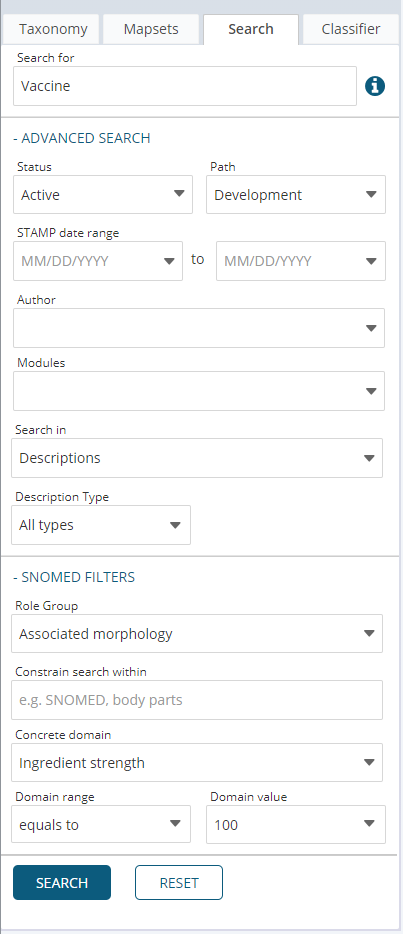 Taxonomy Mapsets Search Classifier
Search for
Vaccine
- ADVANCED SEARCH
Status Path
Active Development
STAMP date range
MM/DD/YYYY to MM/DD/YYYY
Author
Modules
Search in
Descriptions
Description Type
All types
- SNOMED FILTERS
Role Group
Associated morphology
Constrain search within
e.g. SNOMED, body parts
Concrete domain
Ingredient strength
Domain range Domain value
equals to 100
SEARCH RESET